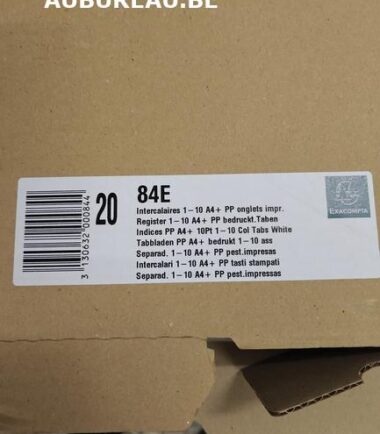 AUBUREAU.BE
20
84E
Intercalaires 1–10 A4+ PP onglets impr.
Register 1–10 A4+ PP bedruckt.Taben
Indices PP A4+ 10Pt 1–10 Col Tabs White
Tabbladen PP A4+ bedrukt 1–10 ass
Separad. 1–10 A4+ PP pest.impresas
Intercalari 1–10 A4+ PP tasti stampati
Separad. 1–10 A4+ PP pest.impressas
EXACOMPTA
3 130632 000844